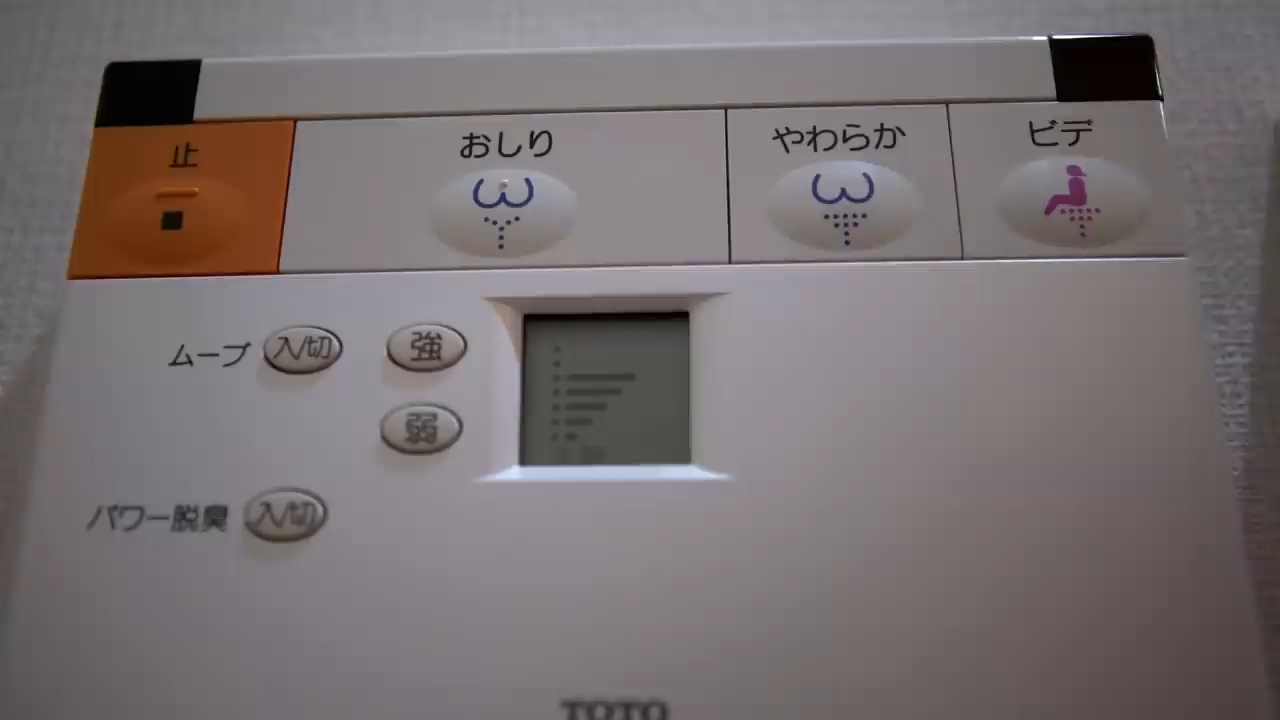 止
おしり
やわらか
ビデ
ムーブ 入/切 強
弱
パワー脱臭 入/切
TOTO